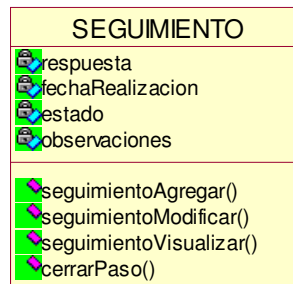 SEGUIMIENTO
respuesta
fechaRealizacion
estado
observaciones
seguimientoAgregar()
seguimientoModificar()
seguimientoVisualizar()
cerrarPaso()